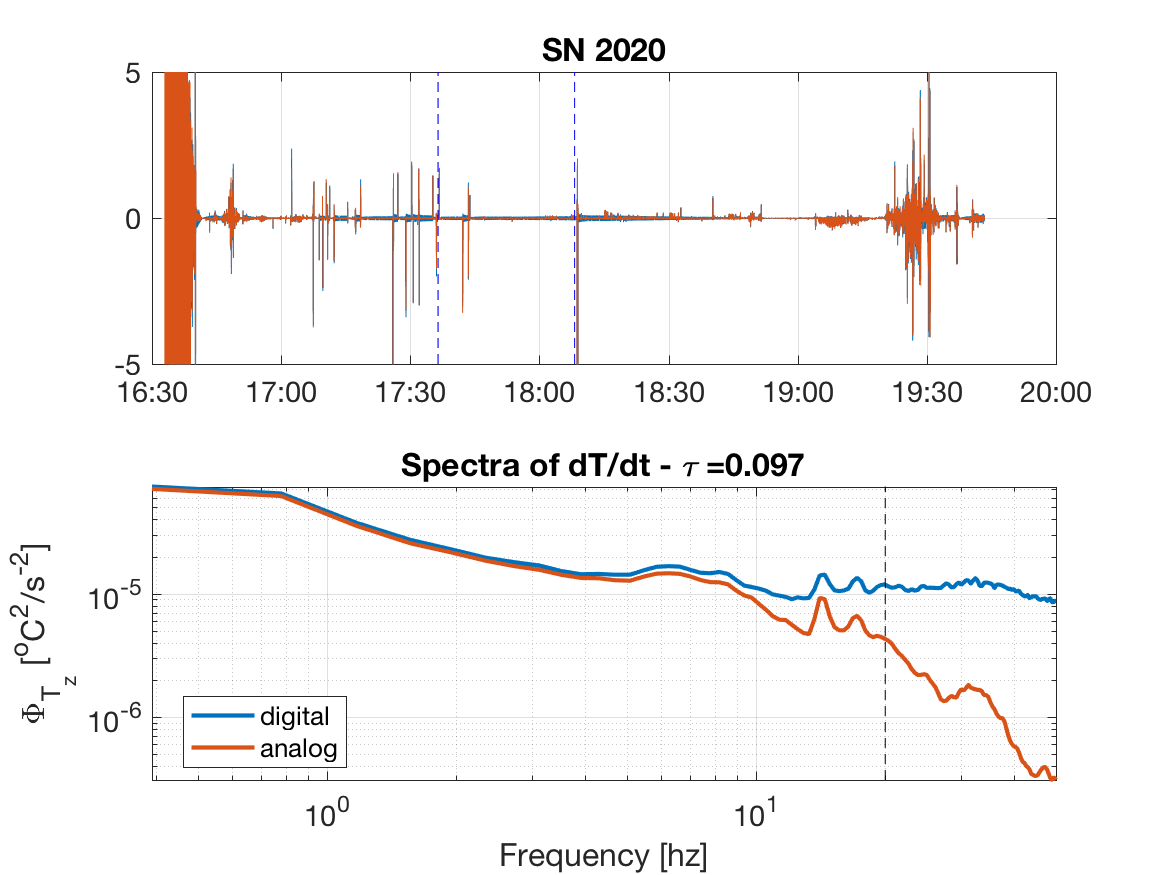 SN 2020
5
0
-5
16:30 17:00 17:30 18:00 18:30 19:00 19:30 20:00
Spectra of dT/dt - τ =0.097
10⁻⁵
10⁻⁶
Φ_T_z [°C²/s⁻²]
digital
analog
10⁰ 10¹
Frequency [hz]